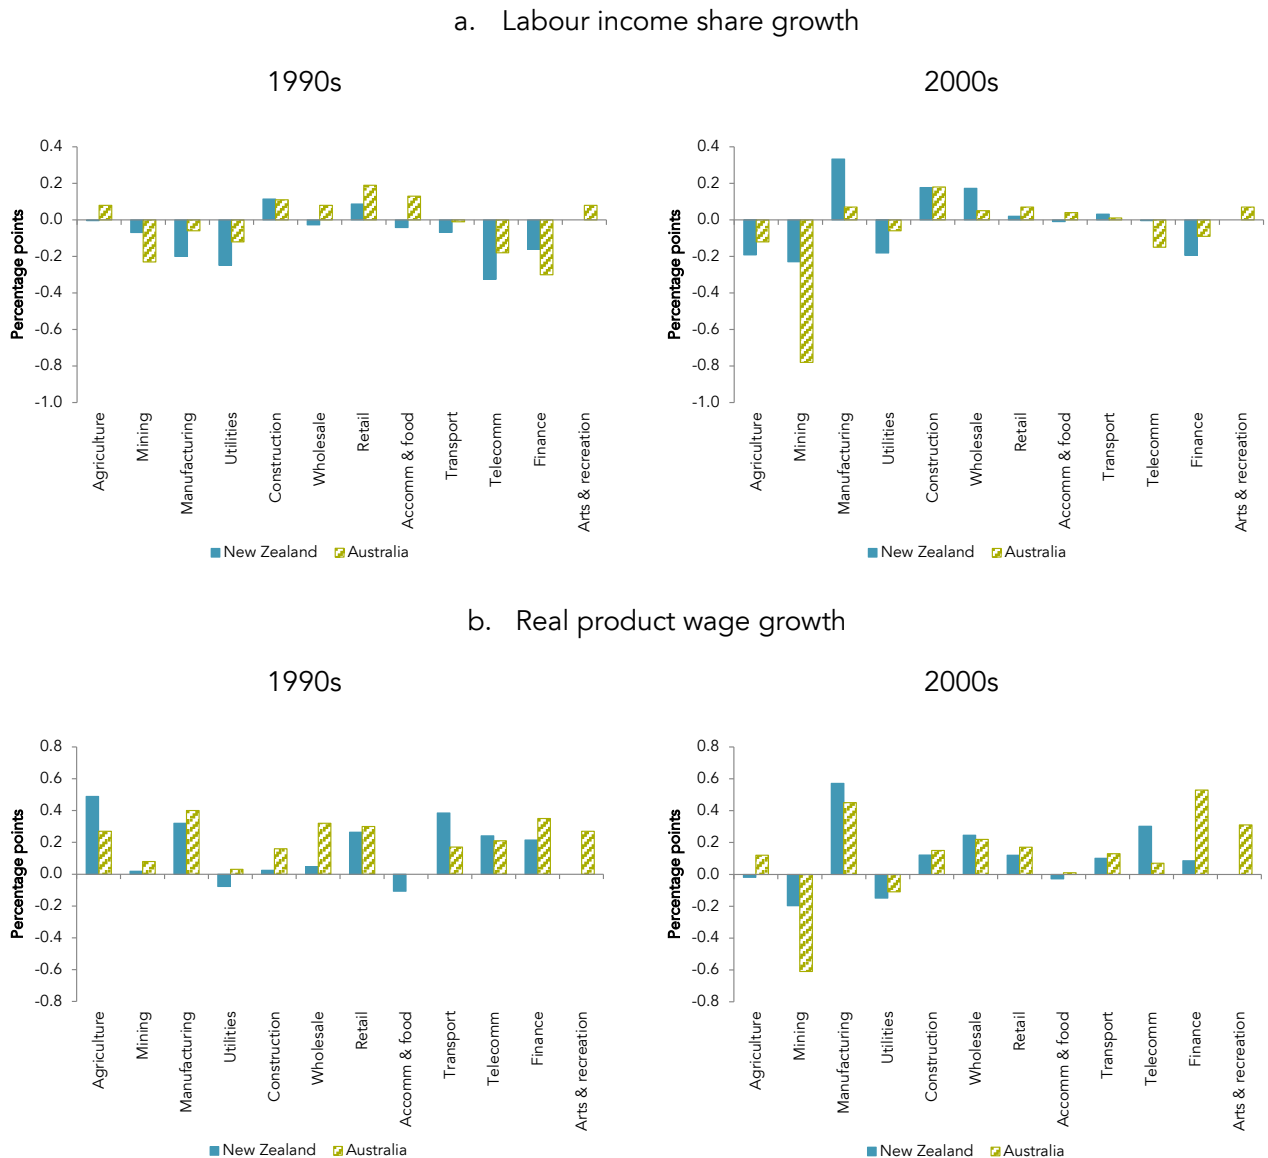 a. Labour income share growth
1990s
2000s
Percentage points
0.4
0.2
0.0
-0.2
-0.4
-0.6
-0.8
-1.0
Agriculture
Mining
Manufacturing
Utilities
Construction
Wholesale
Retail
Accomm & food
Transport
Telecomm
Finance
Arts & recreation
New Zealand
Australia
Percentage points
0.4
0.2
0.0
-0.2
-0.4
-0.6
-0.8
-1.0
Agriculture
Mining
Manufacturing
Utilities
Construction
Wholesale
Retail
Accomm & food
Transport
Telecomm
Finance
Arts & recreation
New Zealand
Australia
b. Real product wage growth
1990s
2000s
Percentage points
0.8
0.6
0.4
0.2
0.0
-0.2
-0.4
-0.6
-0.8
Agriculture
Mining
Manufacturing
Utilities
Construction
Wholesale
Retail
Accomm & food
Transport
Telecomm
Finance
Arts & recreation
New Zealand
Australia
Percentage points
0.8
0.6
0.4
0.2
0.0
-0.2
-0.4
-0.6
-0.8
Agriculture
Mining
Manufacturing
Utilities
Construction
Wholesale
Retail
Accomm & food
Transport
Telecomm
Finance
Arts & recreation
New Zealand
Australia